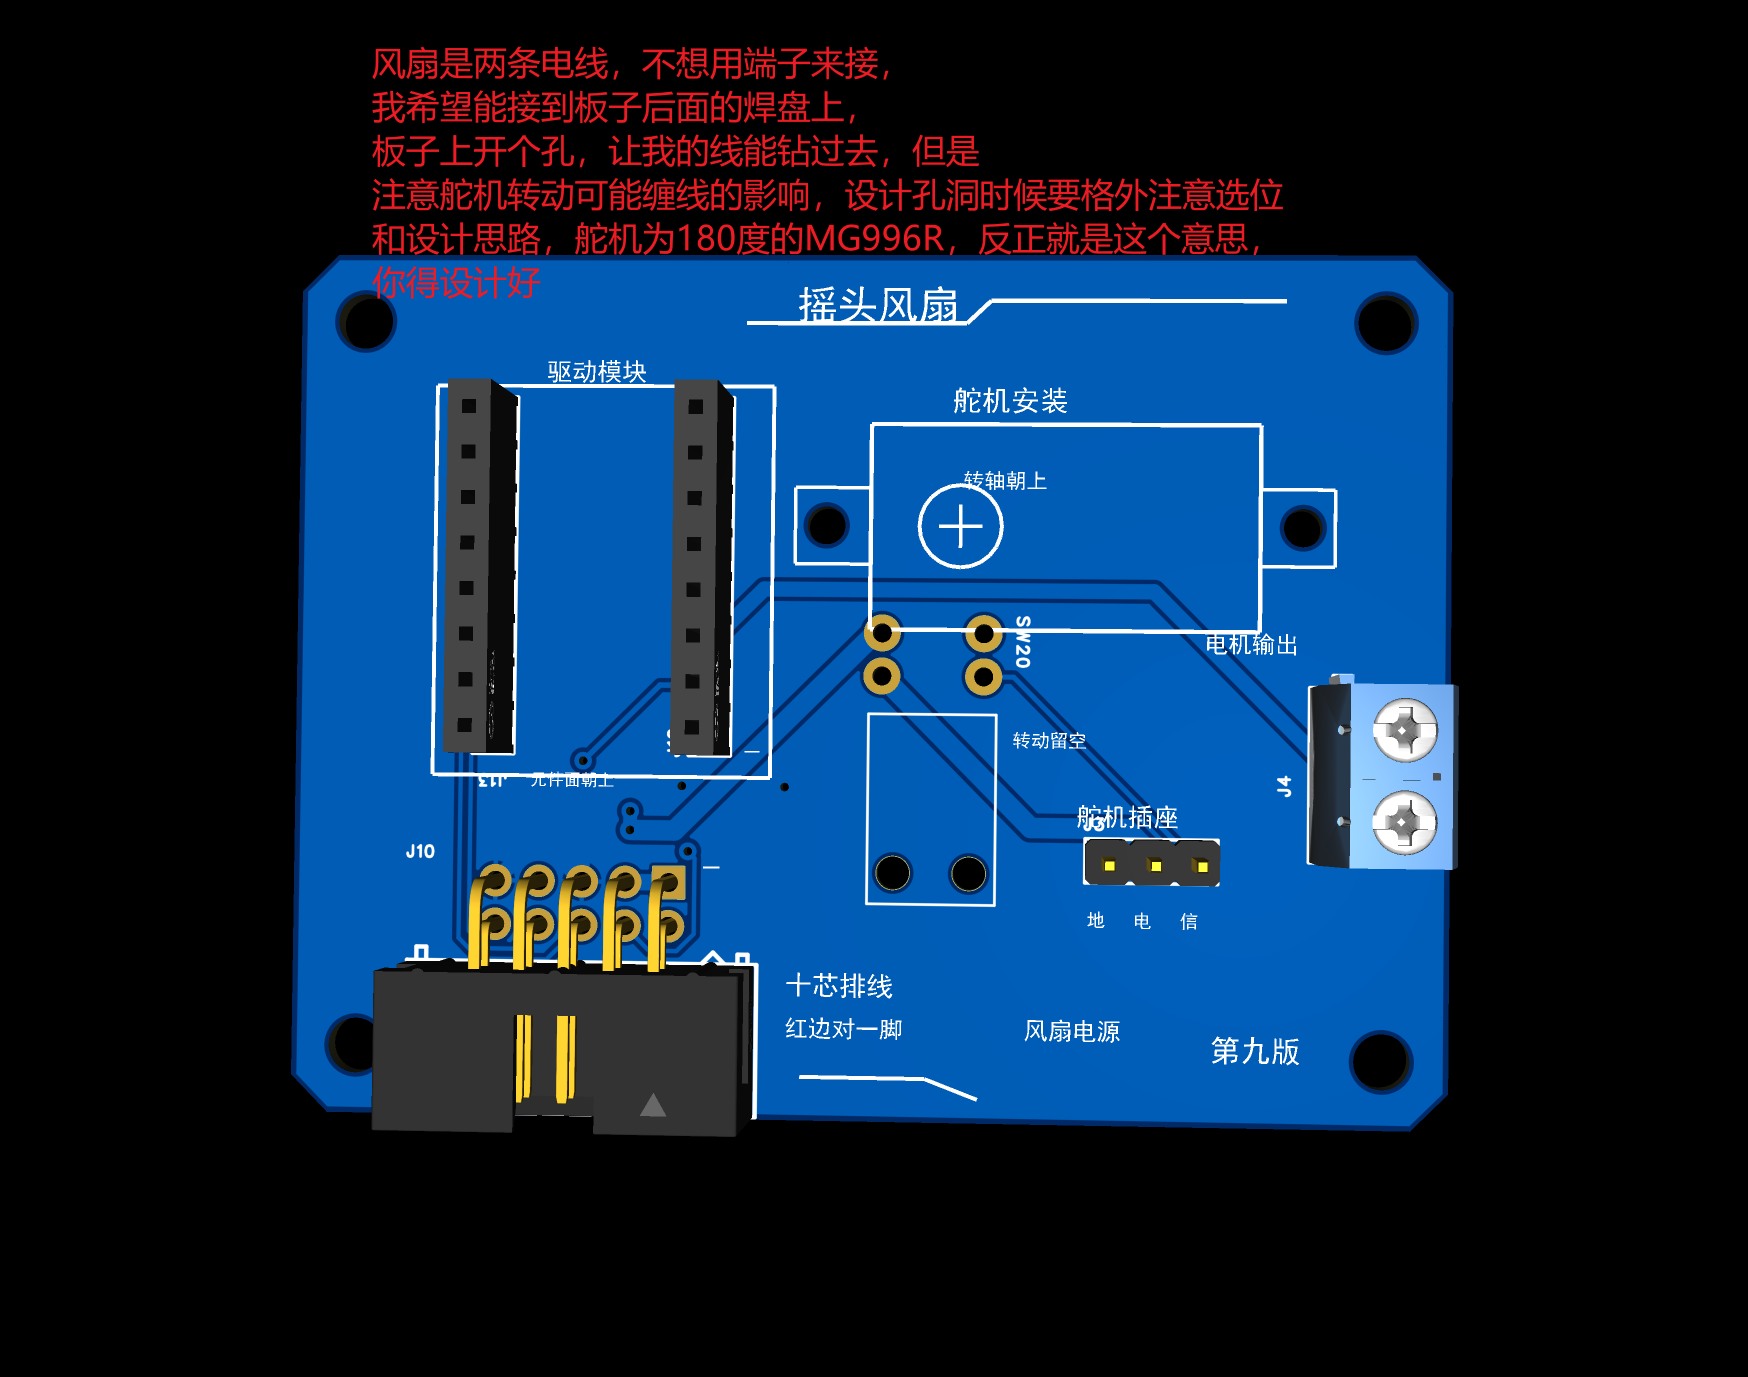 风扇是两条电线，不想用端子来接，
我希望能接到板子后面的焊盘上，
板子上开个孔，让我的线能钻过去，但是
注意舵机转动可能缠线的影响，设计孔洞时候要格外注意选位
和设计思路，舵机为180度的MG996R，反正就是这个意思，
你得设计好
摇头风扇
驱动模块
舵机安装
转轴朝上
SW20
电机输出
转动留空
J13
元件面朝上
J4
舵机插座
J3
J10
地 电 信
十芯排线
红边对一脚
风扇电源
第九版